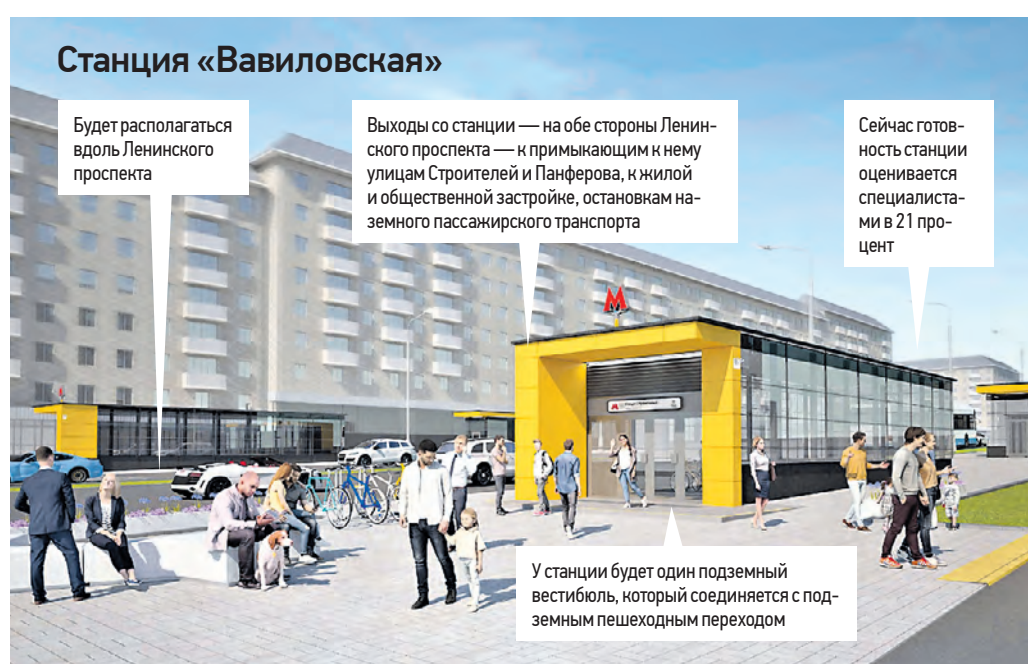 Станция «Вавиловская»
Будет располагаться
вдоль Ленинского
проспекта
Выходы со станции — на обе стороны Ленин-
ского проспекта — к примыкающим к нему
улицам Строителей и Панферова, к жилой
и общественной застройке, остановкам на-
земного пассажирского транспорта
Сейчас готов-
ность станции
оценивается
специалиста-
ми в 21 про-
цент
М
У станции будет один подземный
вестибюль, который соединяется с под-
земным пешеходным переходом